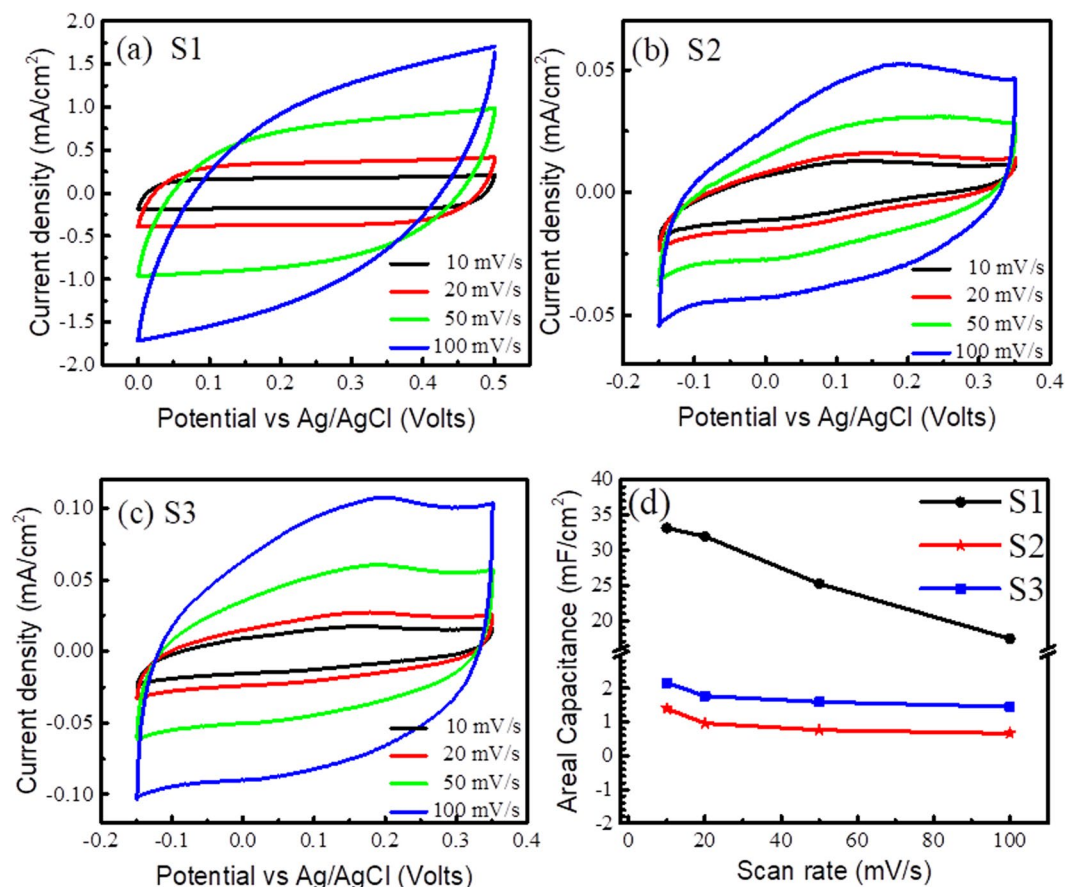 (a) S1
Current density (mA/cm²)
2.0
1.5
1.0
0.5
0.0
-0.5
-1.0
-1.5
2.0
10 mV/s
20 mV/s
50 mV/s
100 mV/s
0.0 0.1 0.2 0.3 0.4 0.5
Potential vs Ag/AgCl (Volts)
(b) S2
Current density (mA/cm²)
0.05
0.00
-0.05
10 mV/s
20 mV/s
50 mV/s
100 mV/s
-0.2 -0.1 0.0 0.1 0.2 0.3 0.4
Potential vs Ag/AgCl (Volts)
(c) S3
Current density (mA/cm²)
0.10
0.05
0.00
-0.05
-0.10
10 mV/s
20 mV/s
50 mV/s
100 mV/s
-0.2 -0.1 0.0 0.1 0.2 0.3 0.4
Potential vs Ag/AgCl (Volts)
(d)
Areal Capacitance (mF/cm²)
40
35
30
25
20
2
1
0
-1
-2
S1
S2
S3
0 20 40 60 80 100
Scan rate (mV/s)